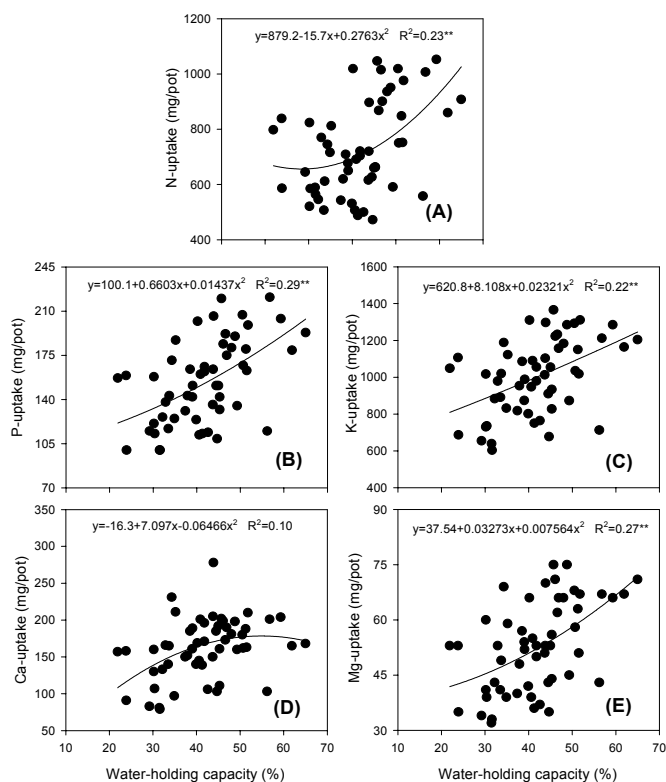 y=879.2-15.7x+0.2763x² R²=0.23**
1200
1000
800
600
400
N-uptake (mg/pot)
(A)
y=100.1+0.6603x+0.01437x² R²=0.29**
245
210
175
140
105
70
P-uptake (mg/pot)
(B)
y=620.8+8.108x+0.02321x² R²=0.22**
1600
1400
1200
1000
800
600
400
K-uptake (mg/pot)
(C)
y=-16.3+7.097x-0.06466x² R²=0.10
350
300
250
200
150
100
50
Ca-uptake (mg/pot)
(D)
10 20 30 40 50 60 70
Water-holding capacity (%)
y=37.54+0.03273x+0.007564x² R²=0.27**
90
75
60
45
30
Mg-uptake (mg/pot)
(E)
10 20 30 40 50 60 70
Water-holding capacity (%)